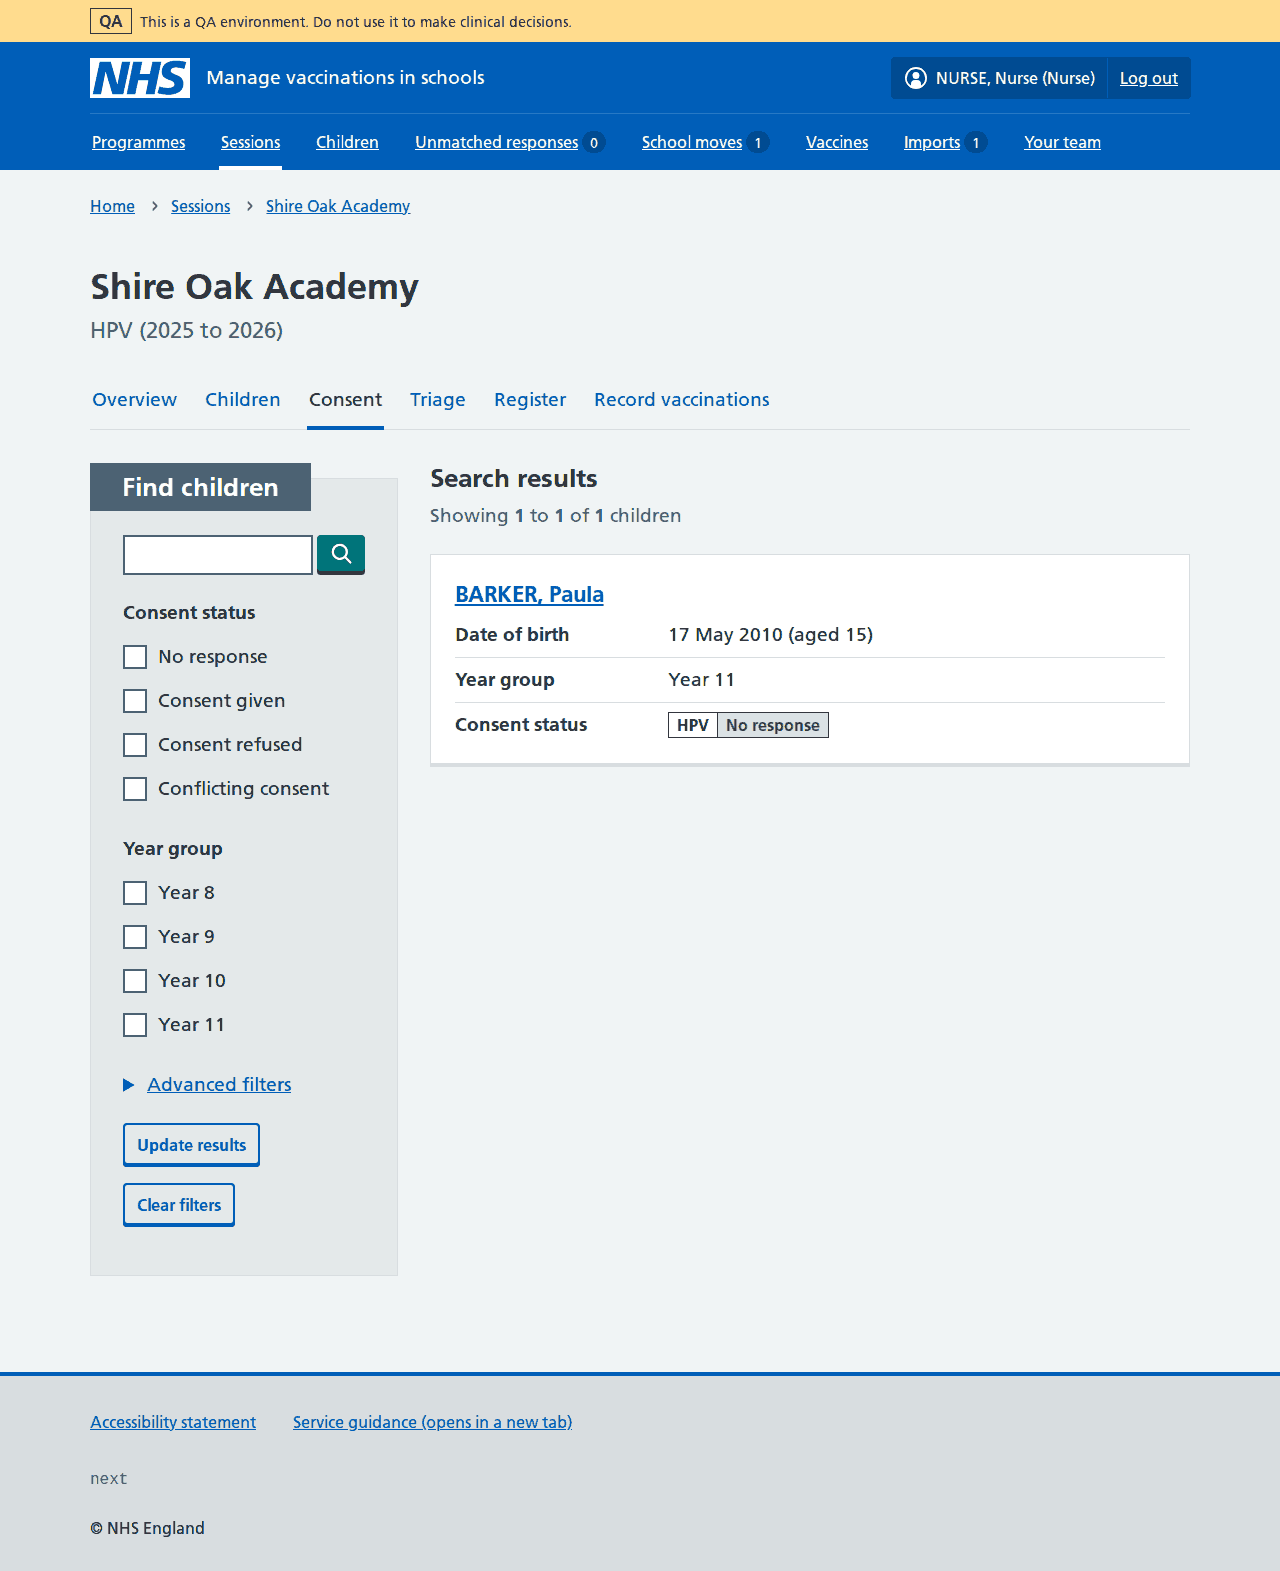 QA This is a QA environment. Do not use it to make clinical decisions.
NHS Manage vaccinations in schools NURSE, Nurse (Nurse) Log out
Programmes Sessions Children Unmatched responses 0 School moves 1 Vaccines Imports 1 Your team
Home Sessions Shire Oak Academy
Shire Oak Academy
HPV (2025 to 2026)
Overview Children Consent Triage Register Record vaccinations
Find children
Consent status
No response
Consent given
Consent refused
Conflicting consent
Year group
Year 8
Year 9
Year 10
Year 11
Advanced filters
Update results
Clear filters
Search results
Showing 1 to 1 of 1 children
BARKER, Paula
Date of birth 17 May 2010 (aged 15)
Year group Year 11
Consent status HPV No response
Accessibility statement Service guidance (opens in a new tab)
next
© NHS England